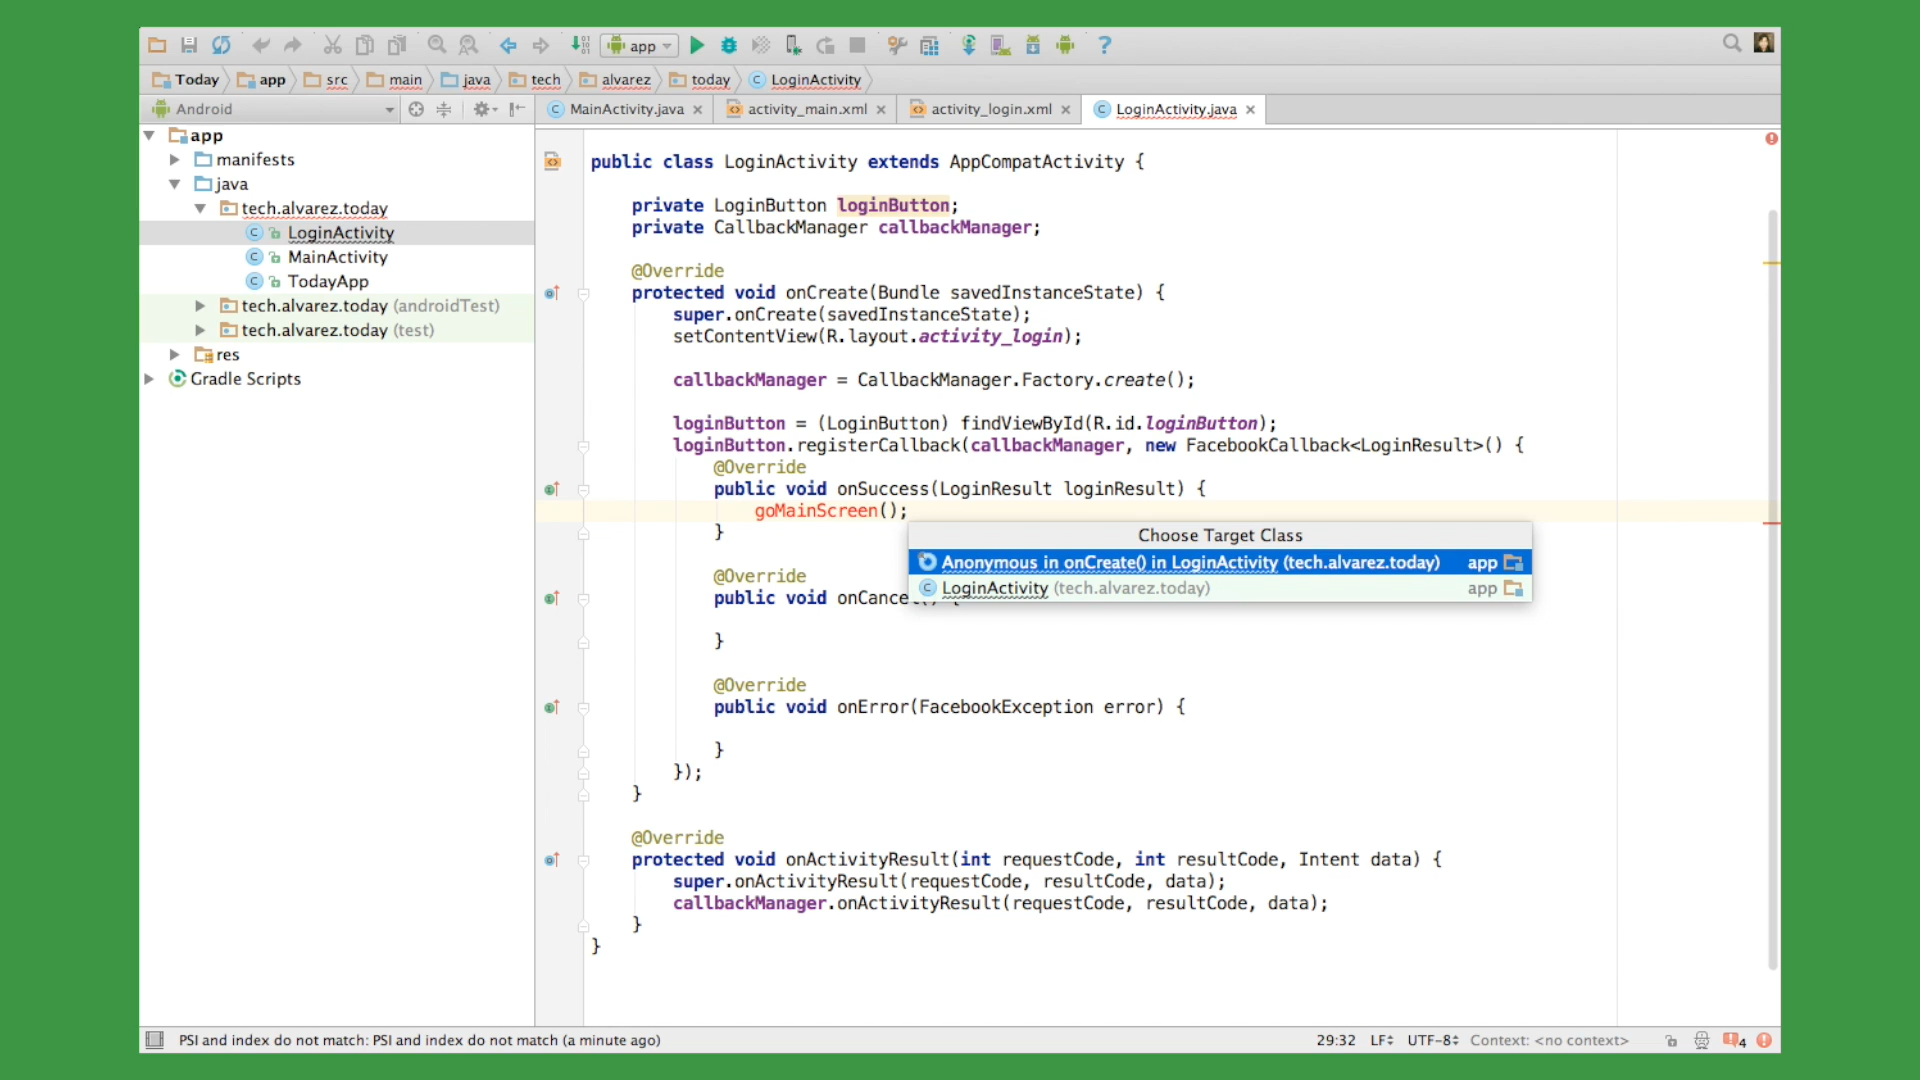 app
Today app src main java tech alvarez today LoginActivity
Android
MainActivity.java activity_main.xml activity_login.xml LoginActivity.java
app
manifests
java
tech.alvarez.today
LoginActivity
MainActivity
TodayApp
tech.alvarez.today (androidTest)
tech.alvarez.today (test)
res
Gradle Scripts
public class LoginActivity extends AppCompatActivity {
private LoginButton loginButton;
private CallbackManager callbackManager;
@Override
protected void onCreate(Bundle savedInstanceState) {
super.onCreate(savedInstanceState);
setContentView(R.layout.activity_login);
callbackManager = CallbackManager.Factory.create();
loginButton = (LoginButton) findViewById(R.id.loginButton);
loginButton.registerCallback(callbackManager, new FacebookCallback<LoginResult>() {
@Override
public void onSuccess(LoginResult loginResult) {
goMainScreen();
}
Choose Target Class
Anonymous in onCreate() in LoginActivity (tech.alvarez.today) app
LoginActivity (tech.alvarez.today) app
@Override
public void onCancel() {
}
@Override
public void onError(FacebookException error) {
}
});
}
@Override
protected void onActivityResult(int requestCode, int resultCode, Intent data) {
super.onActivityResult(requestCode, resultCode, data);
callbackManager.onActivityResult(requestCode, resultCode, data);
}
}
PSI and index do not match: PSI and index do not match (a minute ago) 29:32 LF UTF-8 Context: <no context> 4